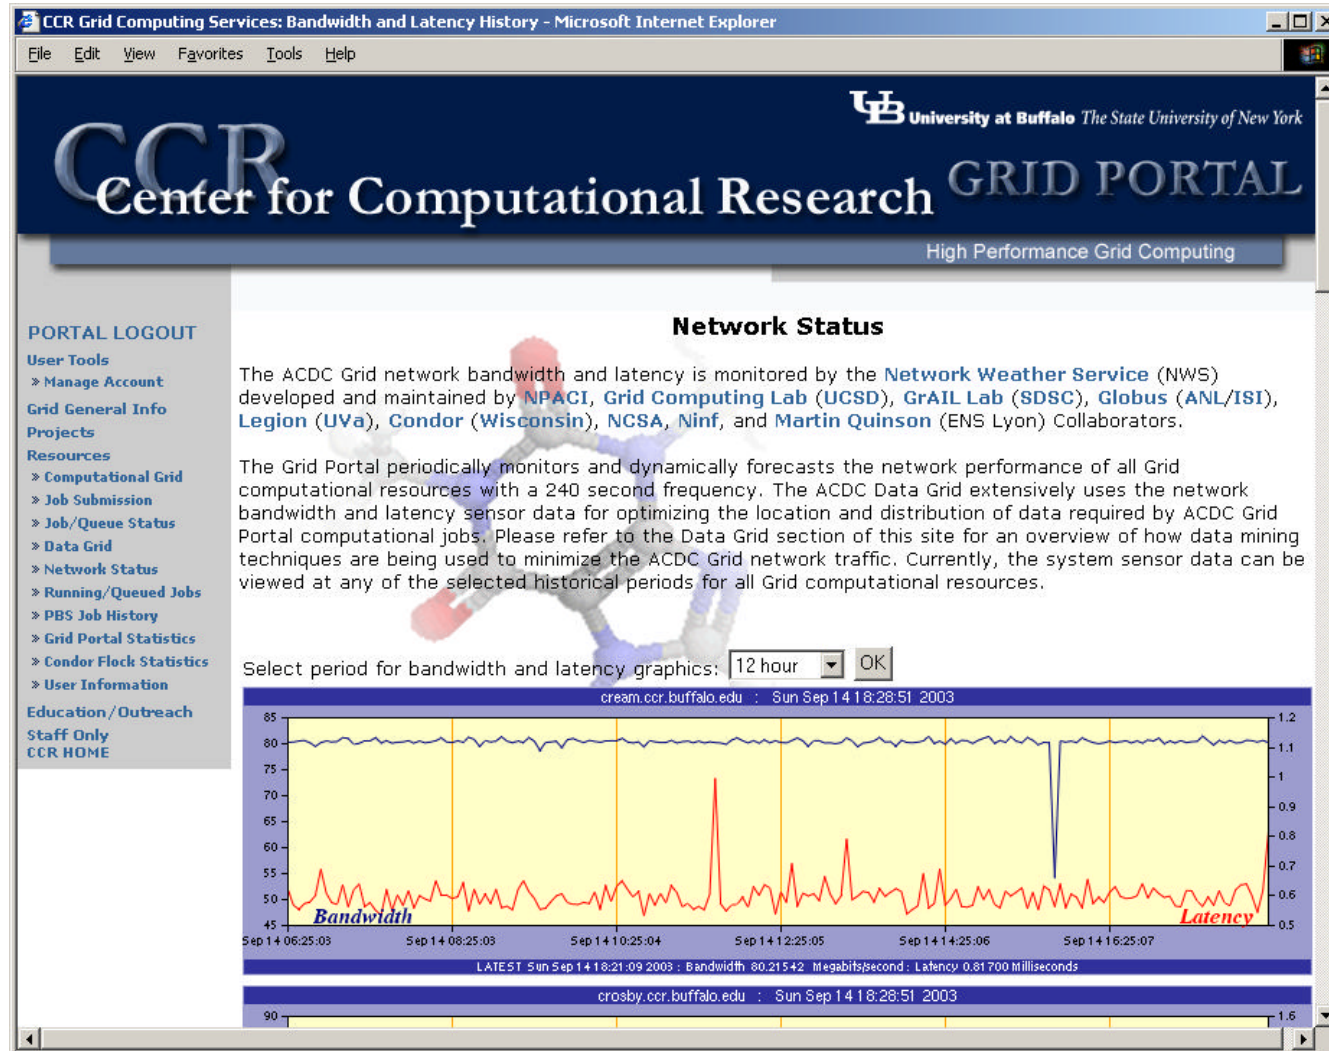 CCR Grid Computing Services: Bandwidth and Latency History - Microsoft Internet Explorer
File Edit View Favorites Tools Help
UB University at Buffalo The State University of New York
CCR
Center for Computational Research
GRID PORTAL
High Performance Grid Computing
PORTAL LOGOUT
User Tools
» Manage Account
Grid General Info
Projects
Resources
» Computational Grid
» Job Submission
» Job/Queue Status
» Data Grid
» Network Status
» Running/Queued Jobs
» PBS Job History
» Grid Portal Statistics
» Condor Flock Statistics
» User Information
Education/Outreach
Staff Only
CCR HOME
Network Status
The ACDC Grid network bandwidth and latency is monitored by the Network Weather Service (NWS)
developed and maintained by NPACI, Grid Computing Lab (UCSD), GrAIL Lab (SDSC), Globus (ANL/ISI),
Legion (UVa), Condor (Wisconsin), NCSA, Ninf, and Martin Quinson (ENS Lyon) Collaborators.
The Grid Portal periodically monitors and dynamically forecasts the network performance of all Grid
computational resources with a 240 second frequency. The ACDC Data Grid extensively uses the network
bandwidth and latency sensor data for optimizing the location and distribution of data required by ACDC Grid
Portal computational jobs. Please refer to the Data Grid section of this site for an overview of how data mining
techniques are being used to minimize the ACDC Grid network traffic. Currently, the system sensor data can be
viewed at any of the selected historical periods for all Grid computational resources.
Select period for bandwidth and latency graphics: 12 hour OK
cream.ccr.buffalo.edu : Sun Sep 14 18:28:51 2003
85 1.2
80 1.1
75 1
70 0.9
65 0.8
60 0.7
55 0.6
50
45 0.5
Bandwidth Latency
Sep 14 06:25:03 Sep 14 08:25:03 Sep 14 10:25:04 Sep 14 12:25:05 Sep 14 14:25:06 Sep 14 16:25:07
LATEST Sun Sep 14 18:21:09 2003 : Bandwidth 80.21542 Megabits/second : Latency 0.81700 Milliseconds
crosby.ccr.buffalo.edu : Sun Sep 14 18:28:51 2003
90 1.6